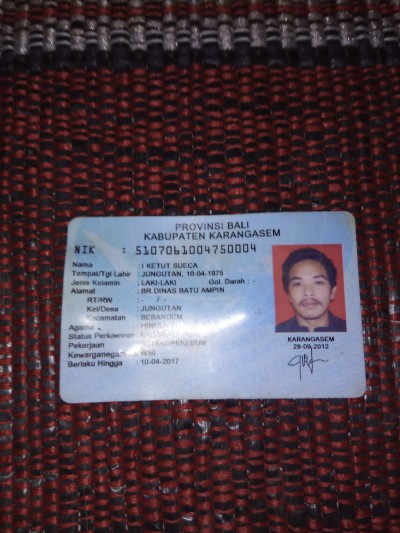 PROVINSI BALI
KABUPATEN KARANGASEM
NIK : 5107061004750004
Nama : I KETUT SUECA
Tempat/Tgl Lahir : JUNGUTAN, 10-04-1975
Jenis Kelamin : LAKI-LAKI Gol. Darah : -
Alamat : BR.DINAS BATU AMPIN
RT/RW : - / -
Kel/Desa : JUNGUTAN
Kecamatan : BEBANDEM
Agama : HINDU
Status Perkawinan
Pekerjaan
Kewarganegaraan : WNI
Berlaku Hingga : 10-04-2017
KARANGASEM
29-09-2012